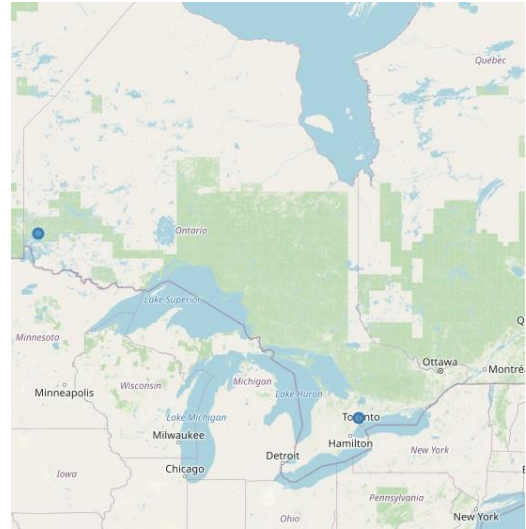 Québec
Ontario
Lake Superior
Minnesota
Ottawa
Montré
Minneapolis
Wisconsin
Michigan
Lake Huron
Toronto
Lake Michigan
Milwaukee
Hamilton
New York
Detroit
Chicago
Iowa
Pennsylvania
Ohio
New York